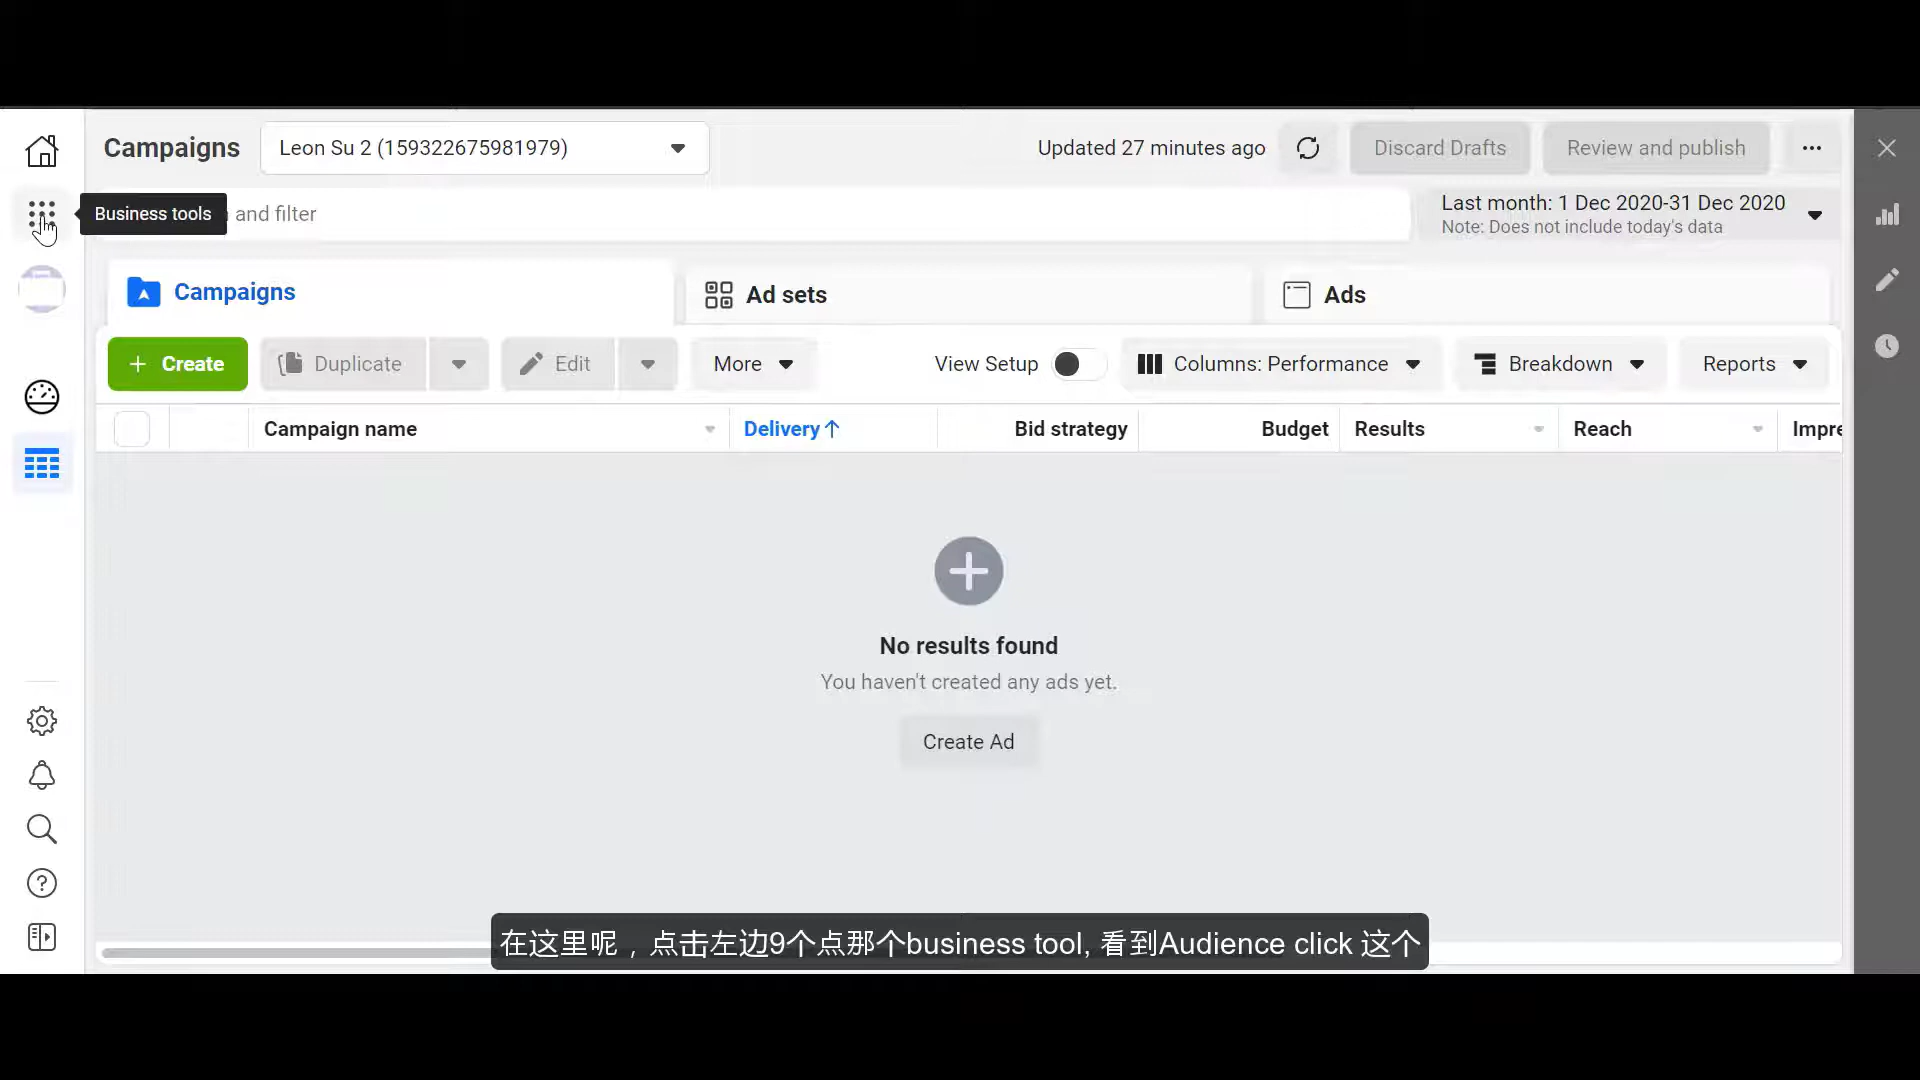 Campaigns
Leon Su 2 (159322675981979)
Updated 27 minutes ago
Discard Drafts
Review and publish
Business tools
and filter
Last month: 1 Dec 2020-31 Dec 2020
Note: Does not include today's data
Campaigns
Ad sets
Ads
+ Create
Duplicate
Edit
More
View Setup
Columns: Performance
Breakdown
Reports
Campaign name
Delivery↑
Bid strategy
Budget
Results
Reach
Impre
No results found
You haven't created any ads yet.
Create Ad
在这里呢，点击左边9个点那个business tool, 看到Audience click 这个